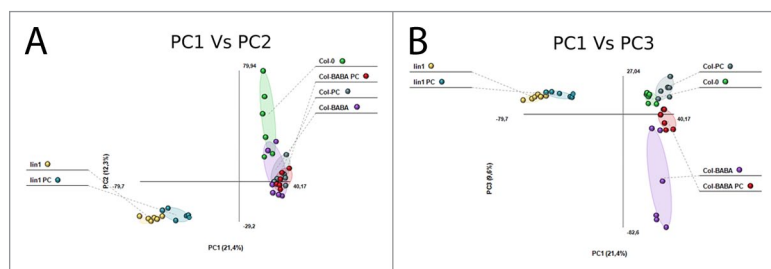 A
PC1 Vs PC2
79,94
Col-0
Col-BABA PC
Col-PC
Col-BABA
lin1
lin1 PC
PC2 (12,3%)
-79,7
40,17
-29,2
PC1 (21,4%)
B
PC1 Vs PC3
lin1
lin1 PC
27,04
Col-PC
Col-0
-79,7
40,17
PC3 (9,6%)
Col-BABA
Col-BABA PC
-82,6
PC1 (21,4%)